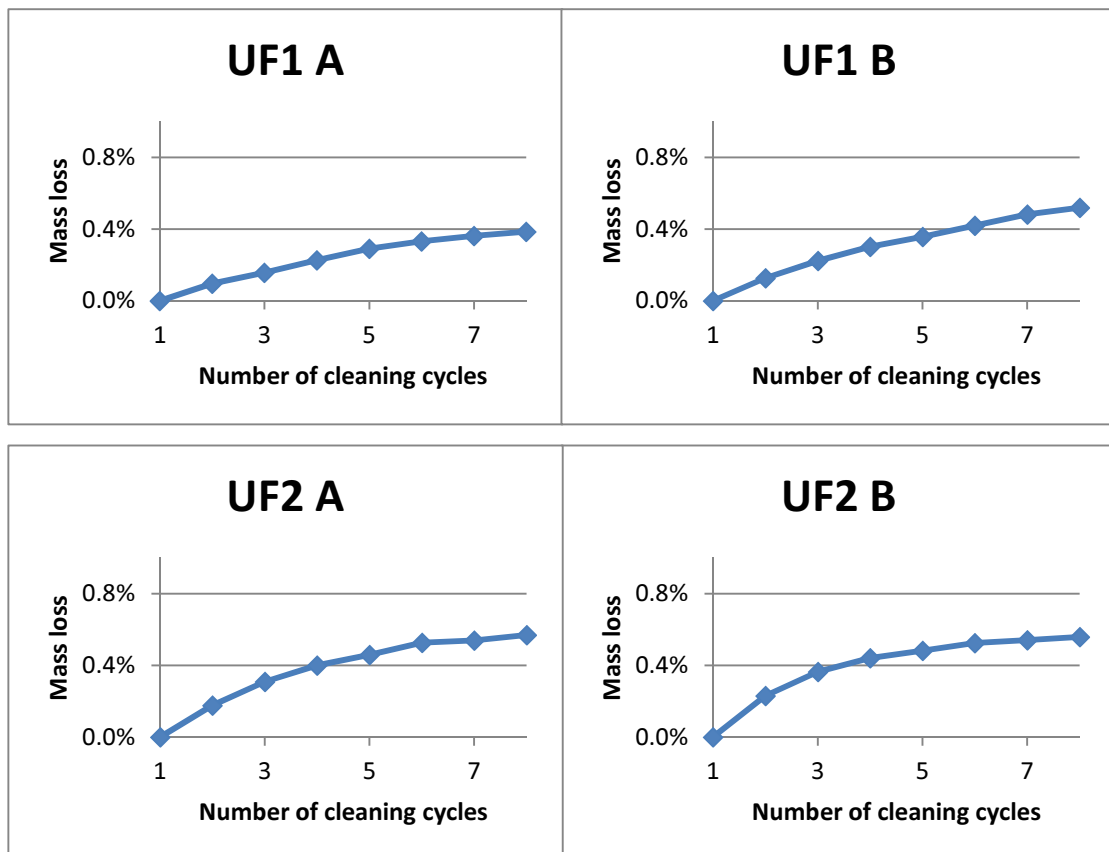 UF1 A
Mass loss
0.8%
0.4%
0.0%
1 3 5 7
Number of cleaning cycles
UF1 B
Mass loss
0.8%
0.4%
0.0%
1 3 5 7
Number of cleaning cycles
UF2 A
Mass loss
0.8%
0.4%
0.0%
1 3 5 7
Number of cleaning cycles
UF2 B
Mass loss
0.8%
0.4%
0.0%
1 3 5 7
Number of cleaning cycles